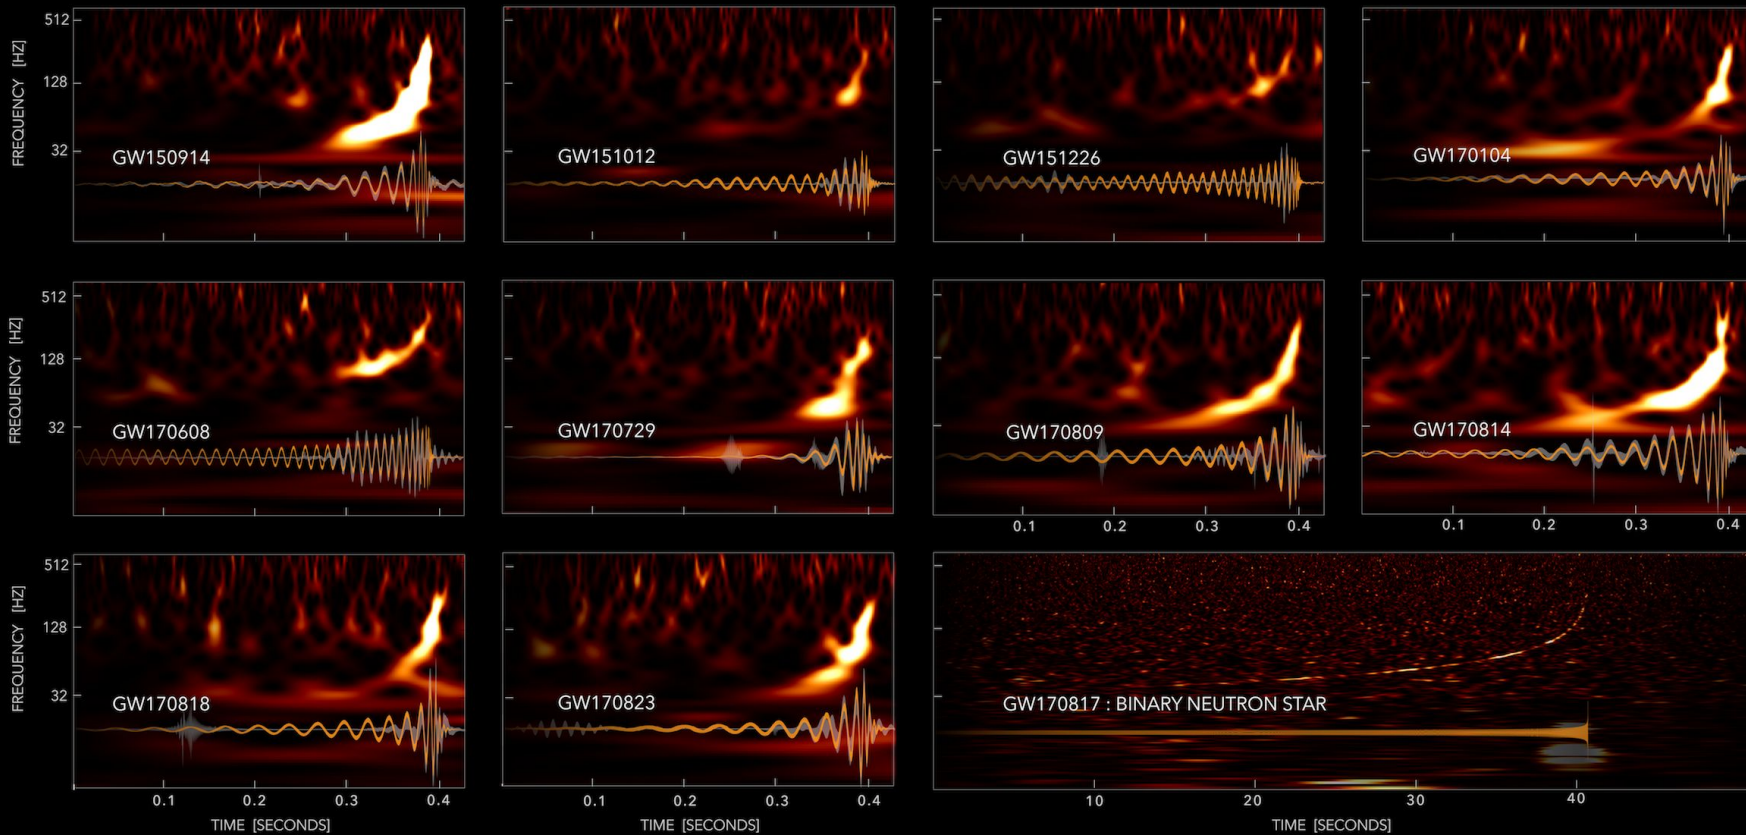 512
128
32
FREQUENCY [HZ]
GW150914
GW151012
GW151226
GW170104
512
128
32
FREQUENCY [HZ]
GW170608
GW170729
GW170809
GW170814
0.1 0.2 0.3 0.4
0.1 0.2 0.3 0.4
512
128
32
FREQUENCY [HZ]
GW170818
GW170823
GW170817 : BINARY NEUTRON STAR
0.1 0.2 0.3 0.4
0.1 0.2 0.3 0.4
10 20 30 40
TIME [SECONDS]
TIME [SECONDS]
TIME [SECONDS]